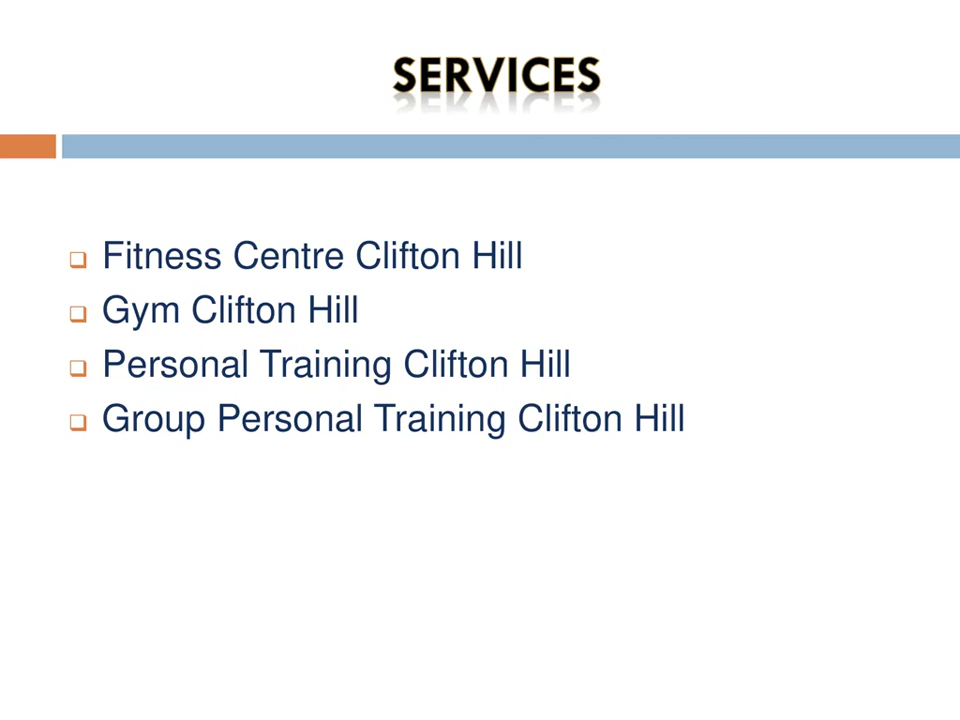 SERVICES
Fitness Centre Clifton Hill
Gym Clifton Hill
Personal Training Clifton Hill
Group Personal Training Clifton Hill